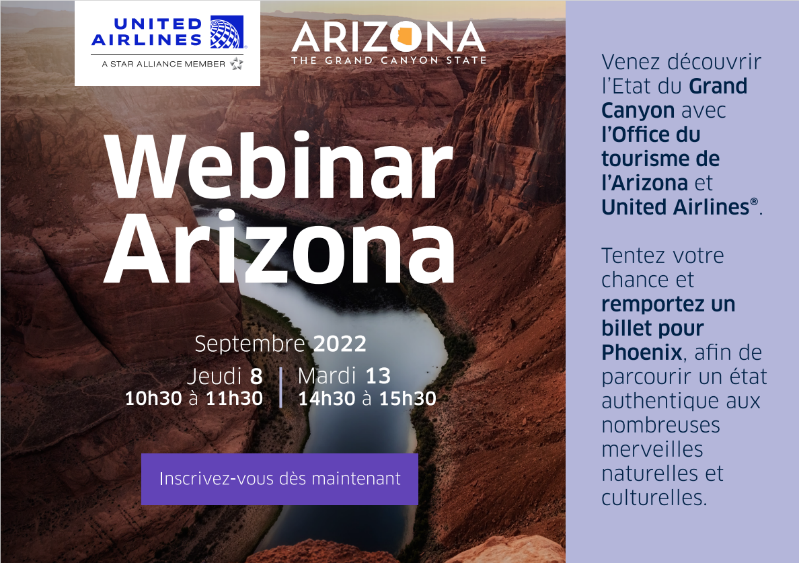 UNITED
AIRLINES
A STAR ALLIANCE MEMBER
ARIZONA
THE GRAND CANYON STATE
Webinar
Arizona
Septembre 2022
Jeudi 8 | Mardi 13
10h30 à 11h30 | 14h30 à 15h30
Inscrivez-vous dès maintenant
Venez découvrir
l'Etat du Grand
Canyon avec
l'Office du
tourisme de
l'Arizona et
United Airlines®.
Tentez votre
chance et
remportez un
billet pour
Phoenix, afin de
parcourir un état
authentique aux
nombreuses
merveilles
naturelles et
culturelles.